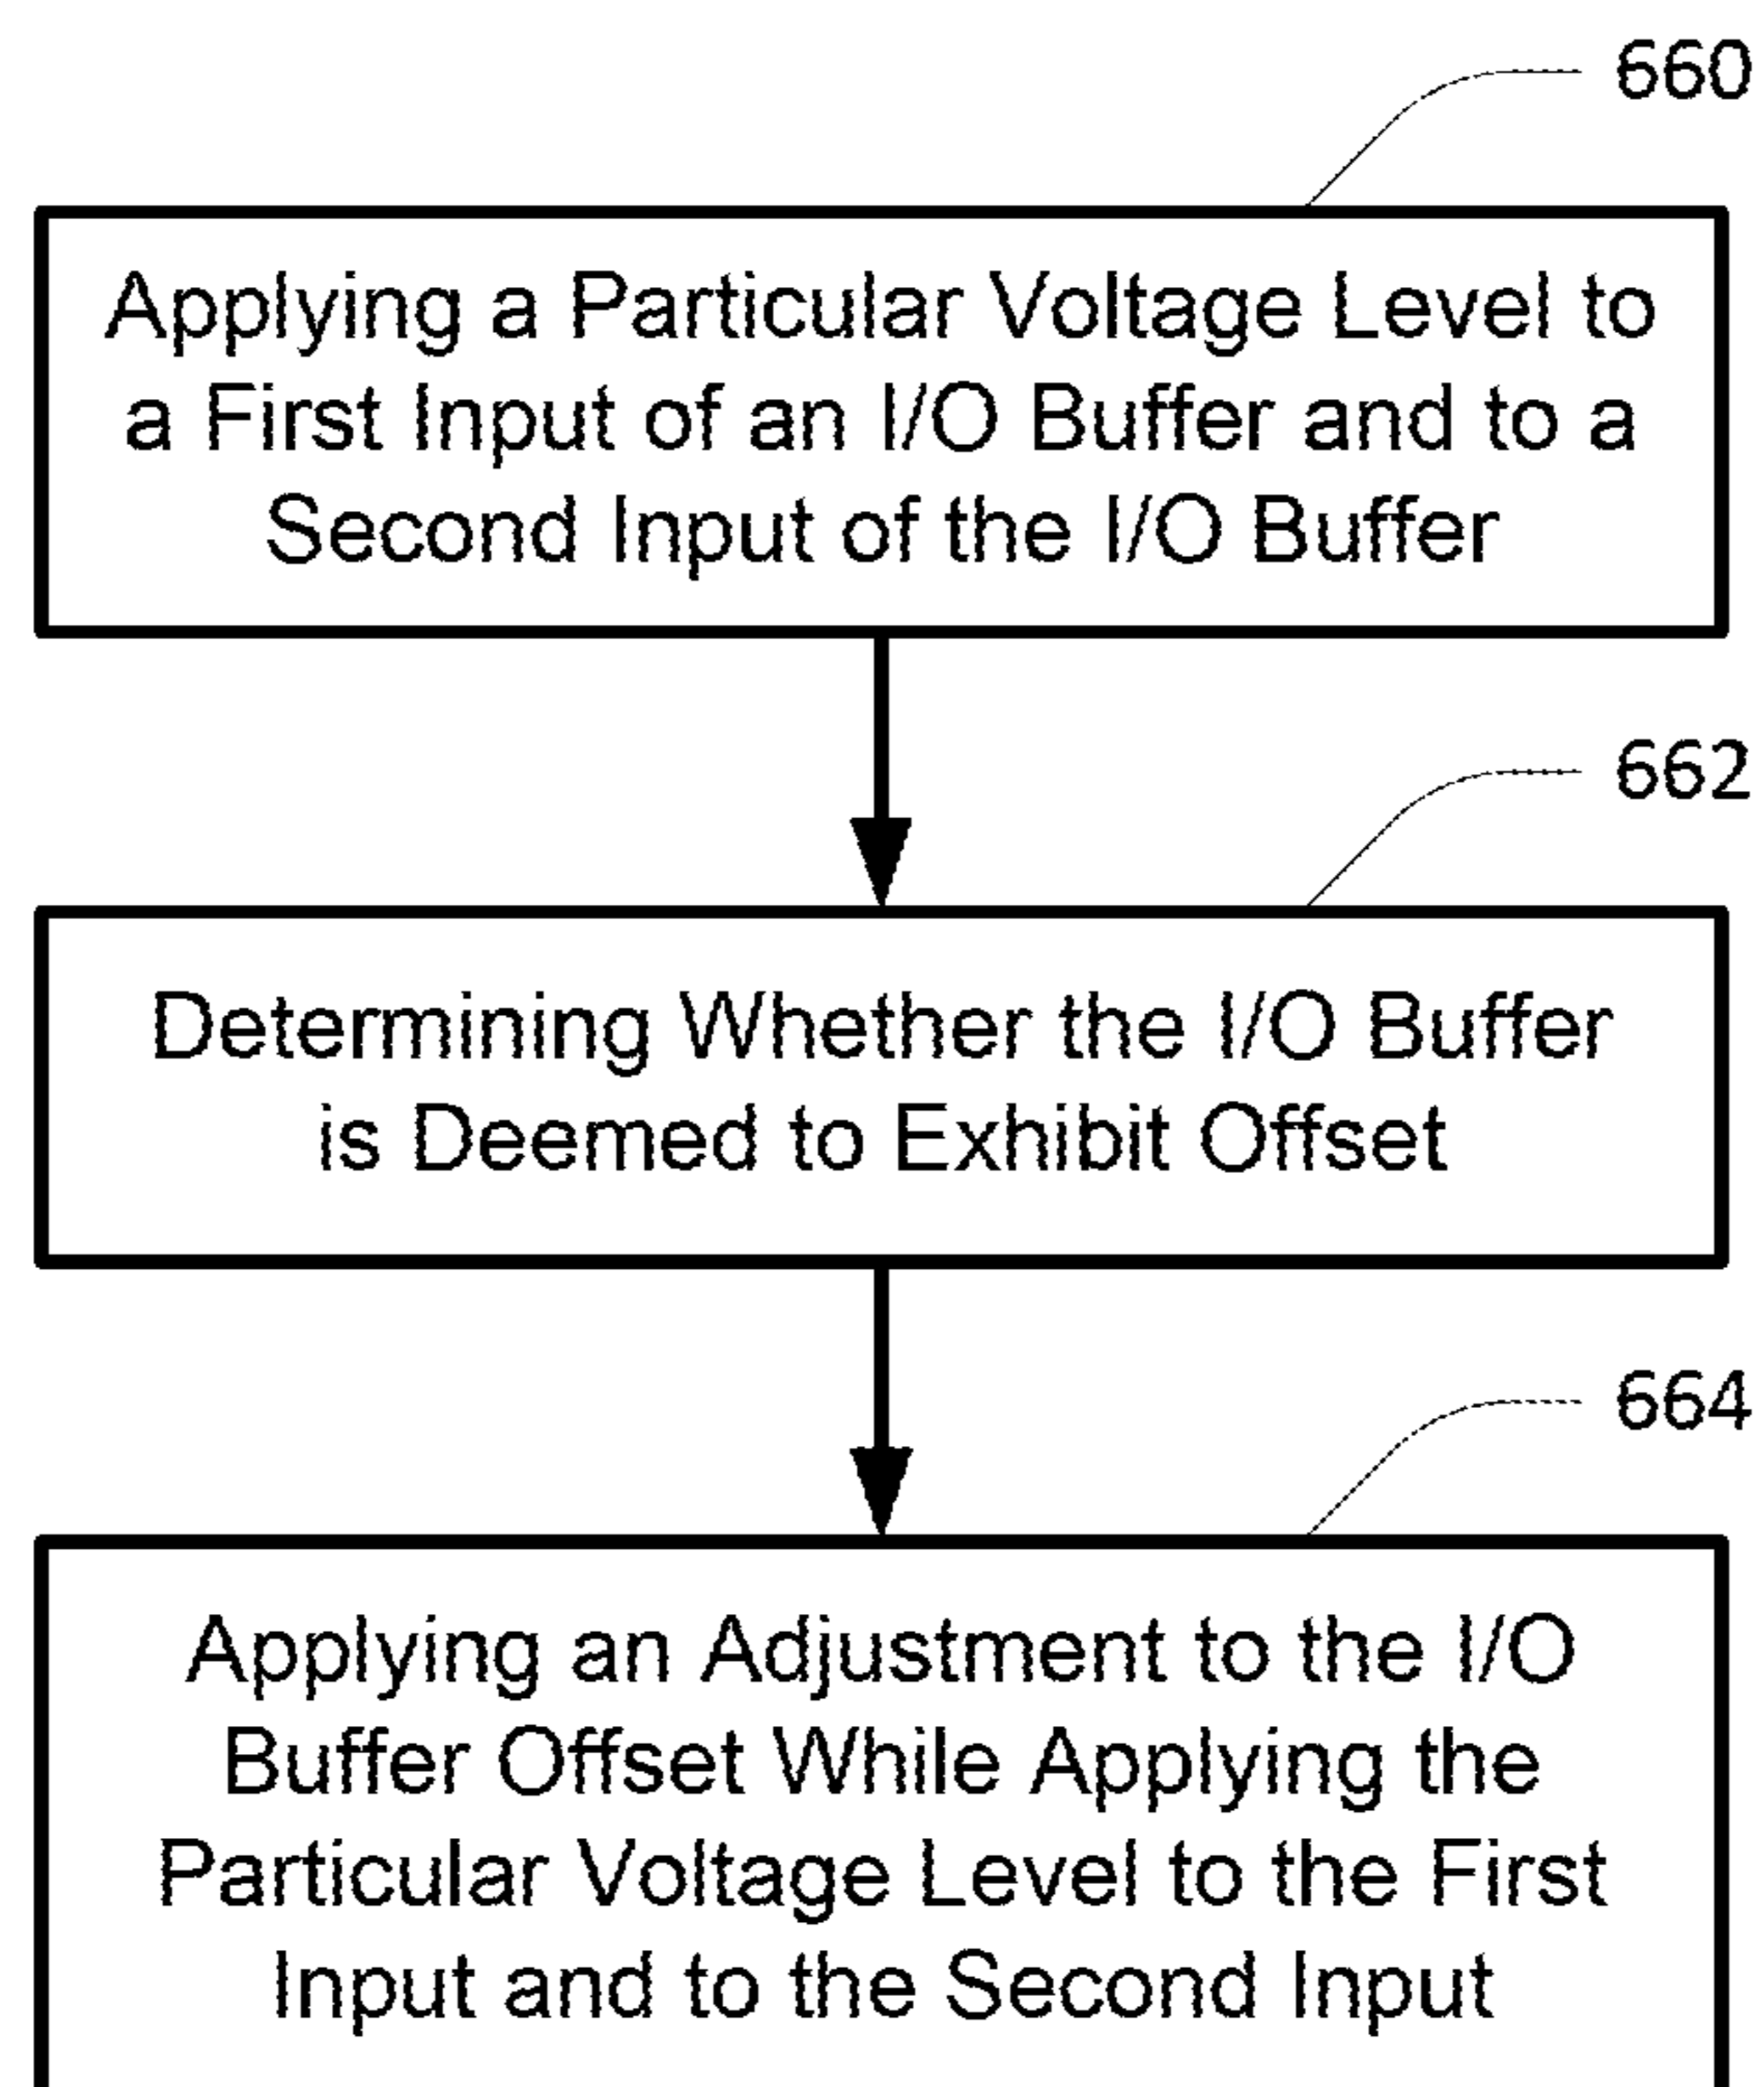 660
Applying a Particular Voltage Level to
a First Input of an I/O Buffer and to a
Second Input of the I/O Buffer
662
Determining Whether the I/O Buffer
is Deemed to Exhibit Offset
664
Applying an Adjustment to the I/O
Buffer Offset While Applying the
Particular Voltage Level to the First
Input and to the Second Input